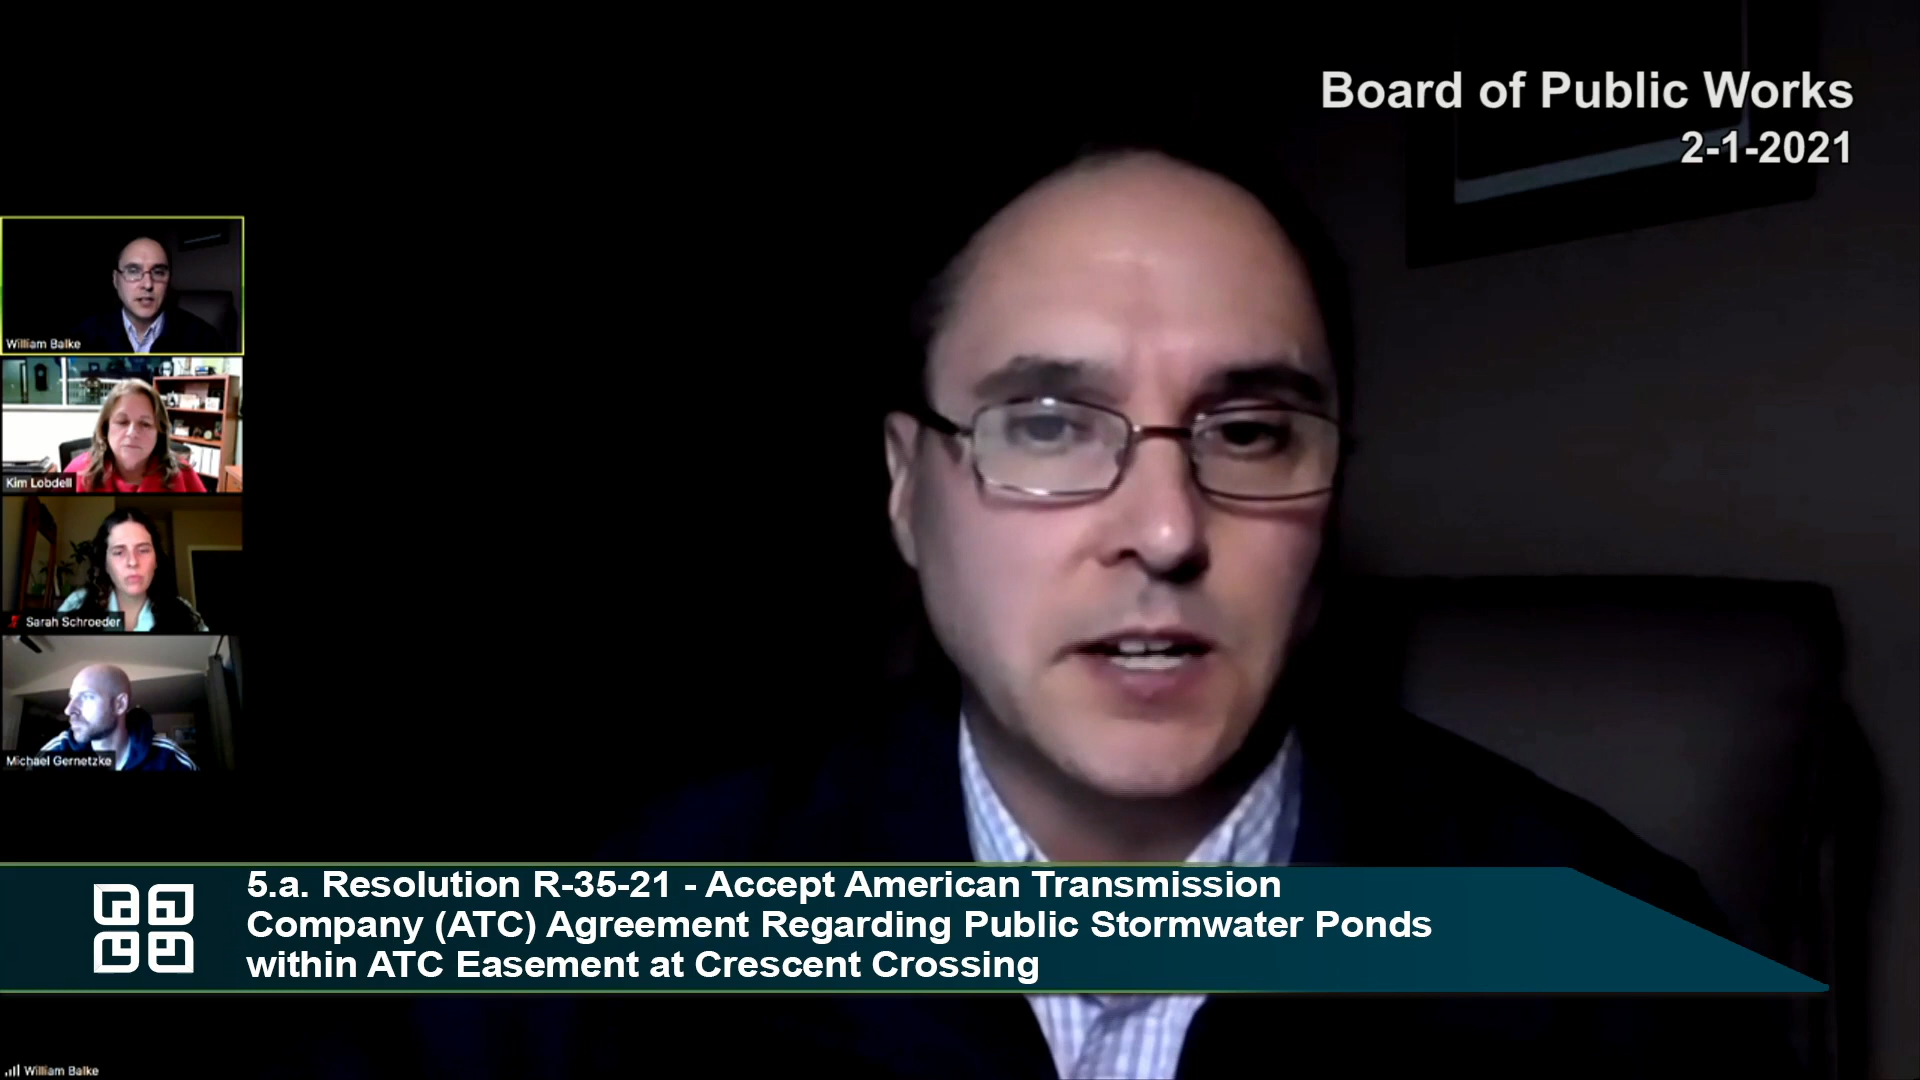 Board of Public Works
2-1-2021
William Balke
Kim Lobdell
Sarah Schroeder
Michael Gernetzke
5.a. Resolution R-35-21 - Accept American Transmission
Company (ATC) Agreement Regarding Public Stormwater Ponds
within ATC Easement at Crescent Crossing
William Balke